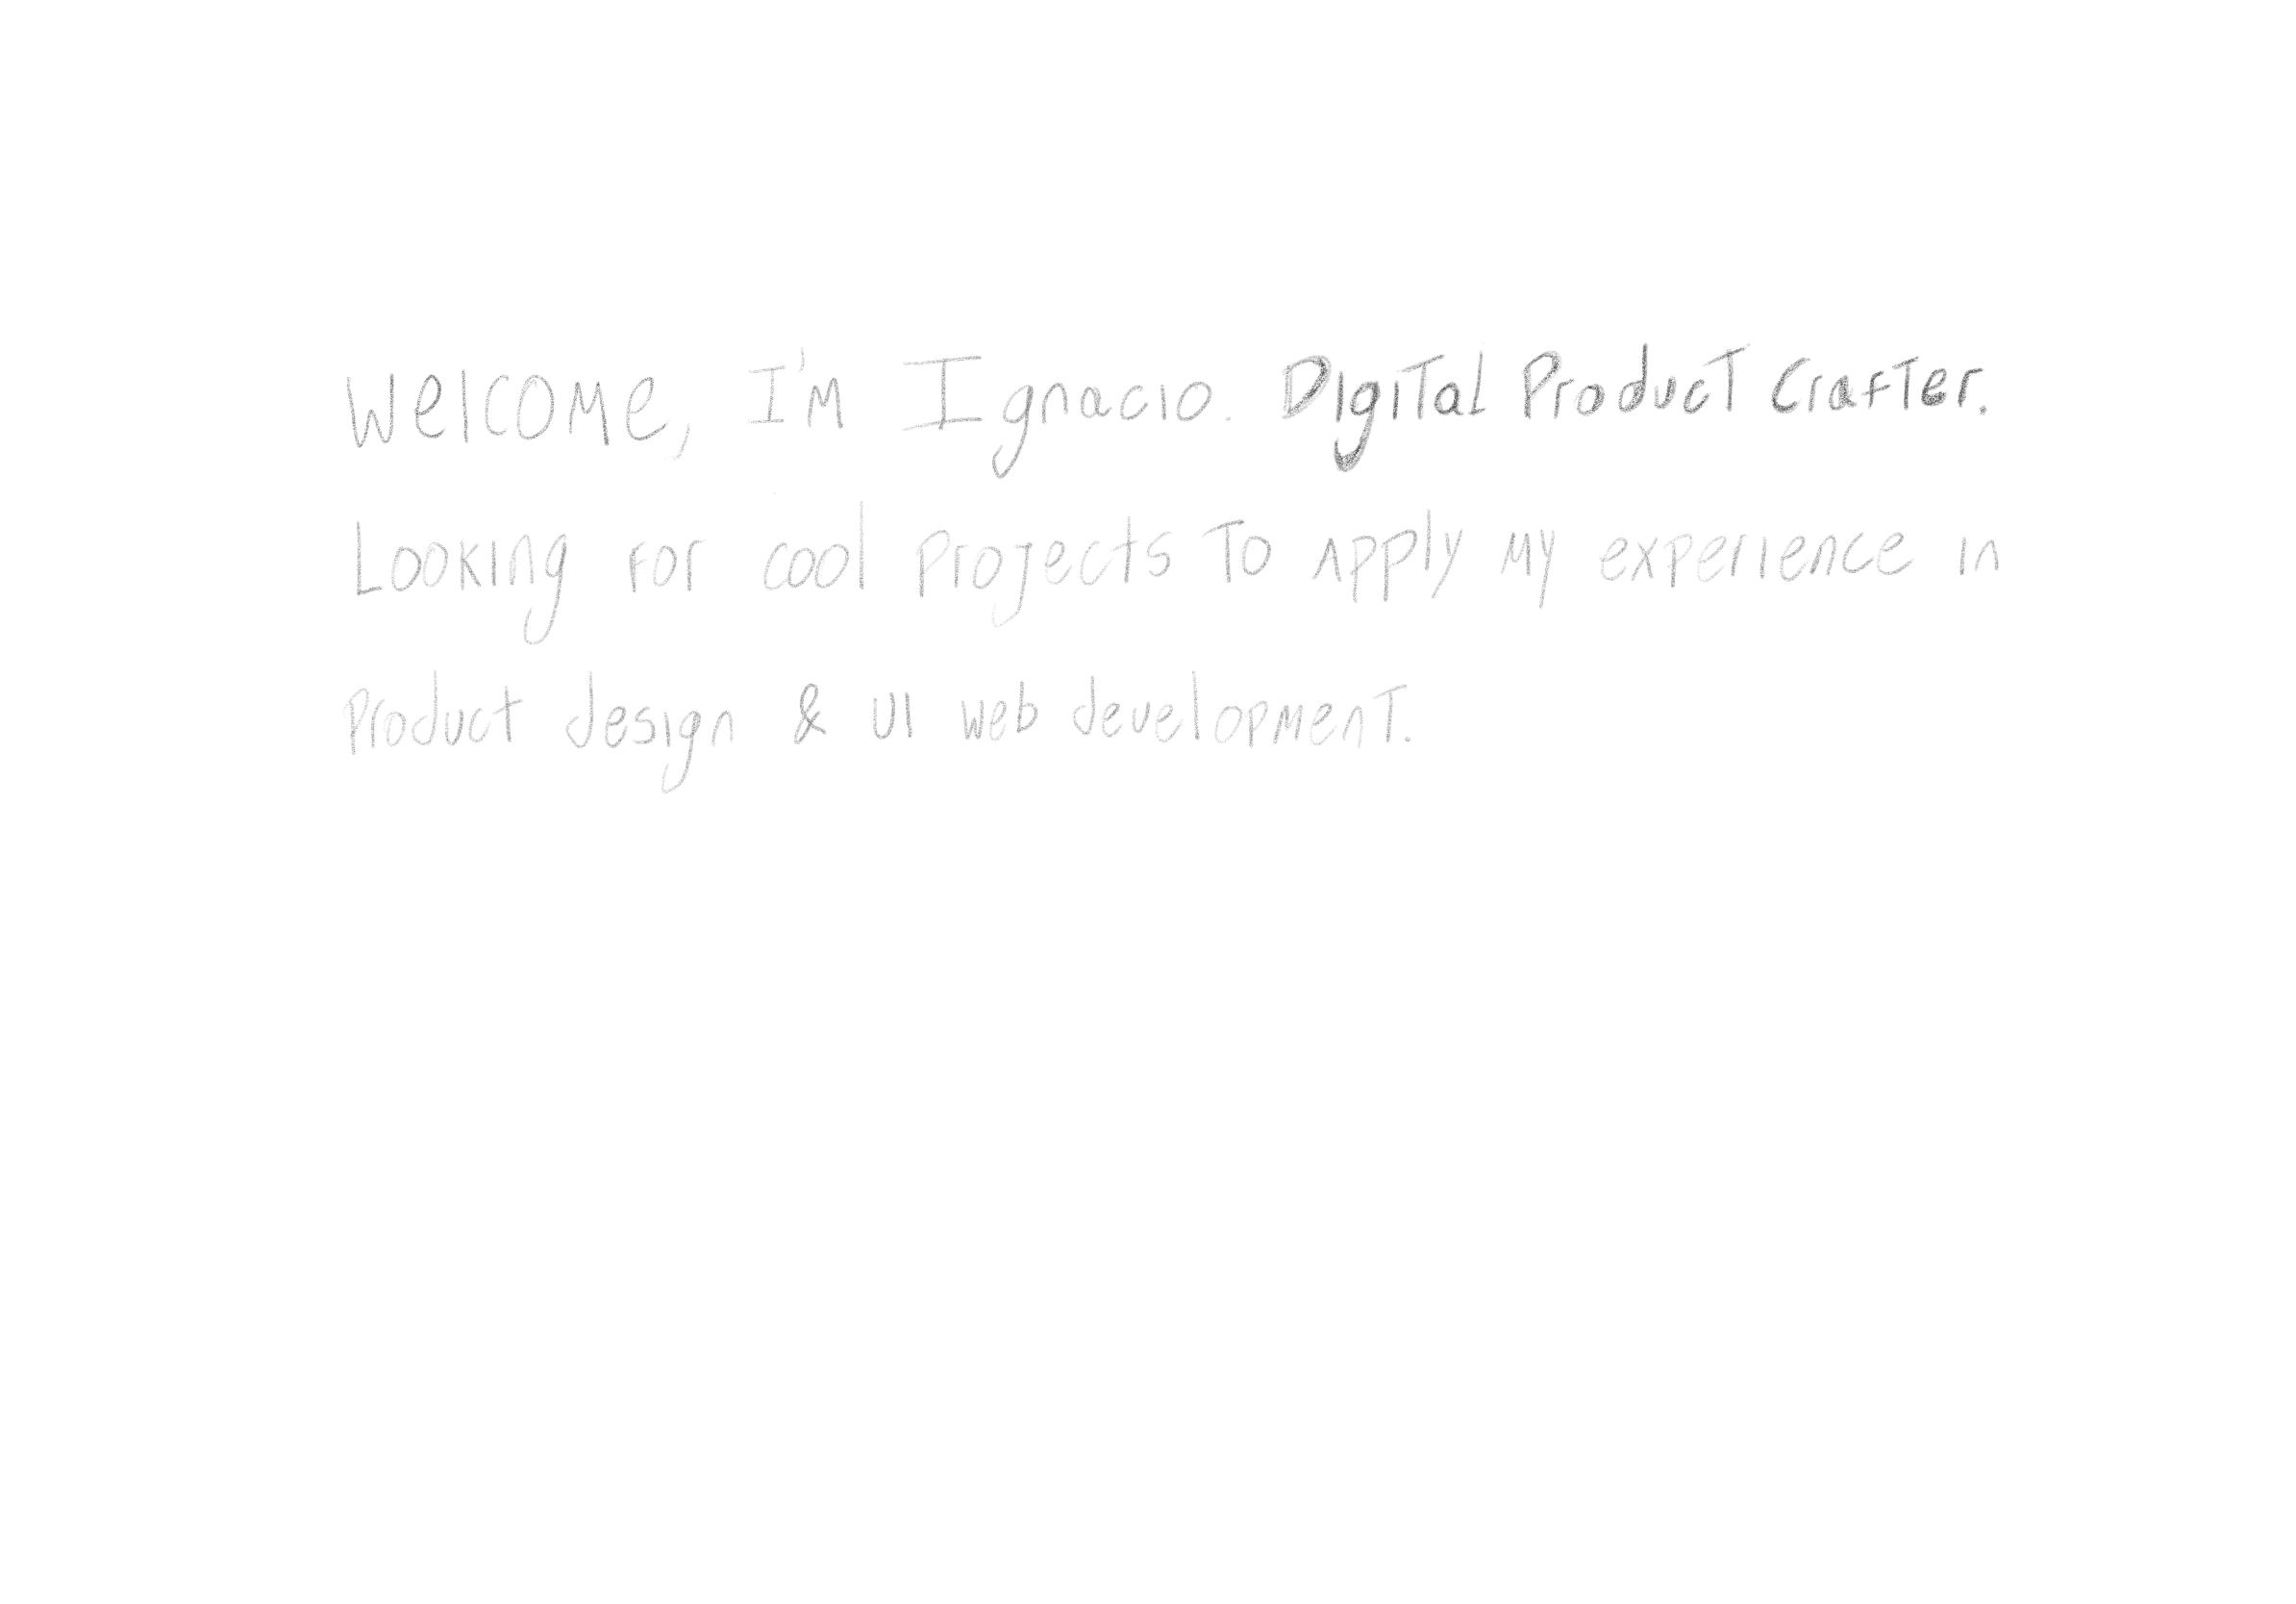 Welcome, I'm Ignacio. Digital Product Crafter.
Looking for cool projects to apply my experience in
product design & UI web development.